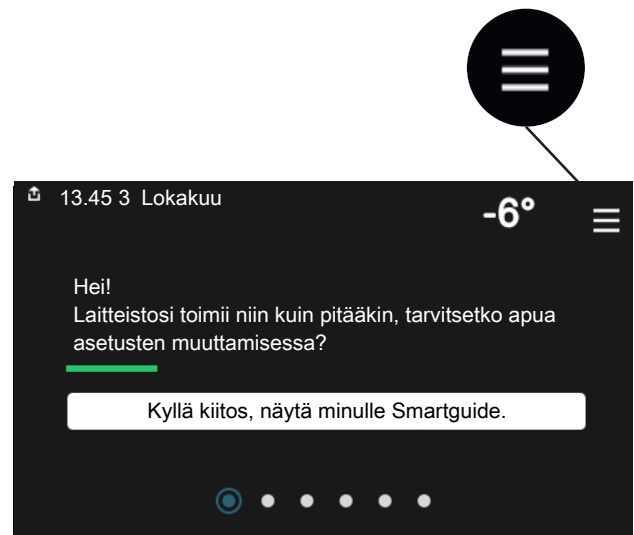 13.45 3 Lokakuu
-6°
Hei!
Laitteistosi toimii niin kuin pitääkin, tarvitsetko apua
asetusten muuttamisessa?
Kyllä kiitos, näytä minulle Smartguide.